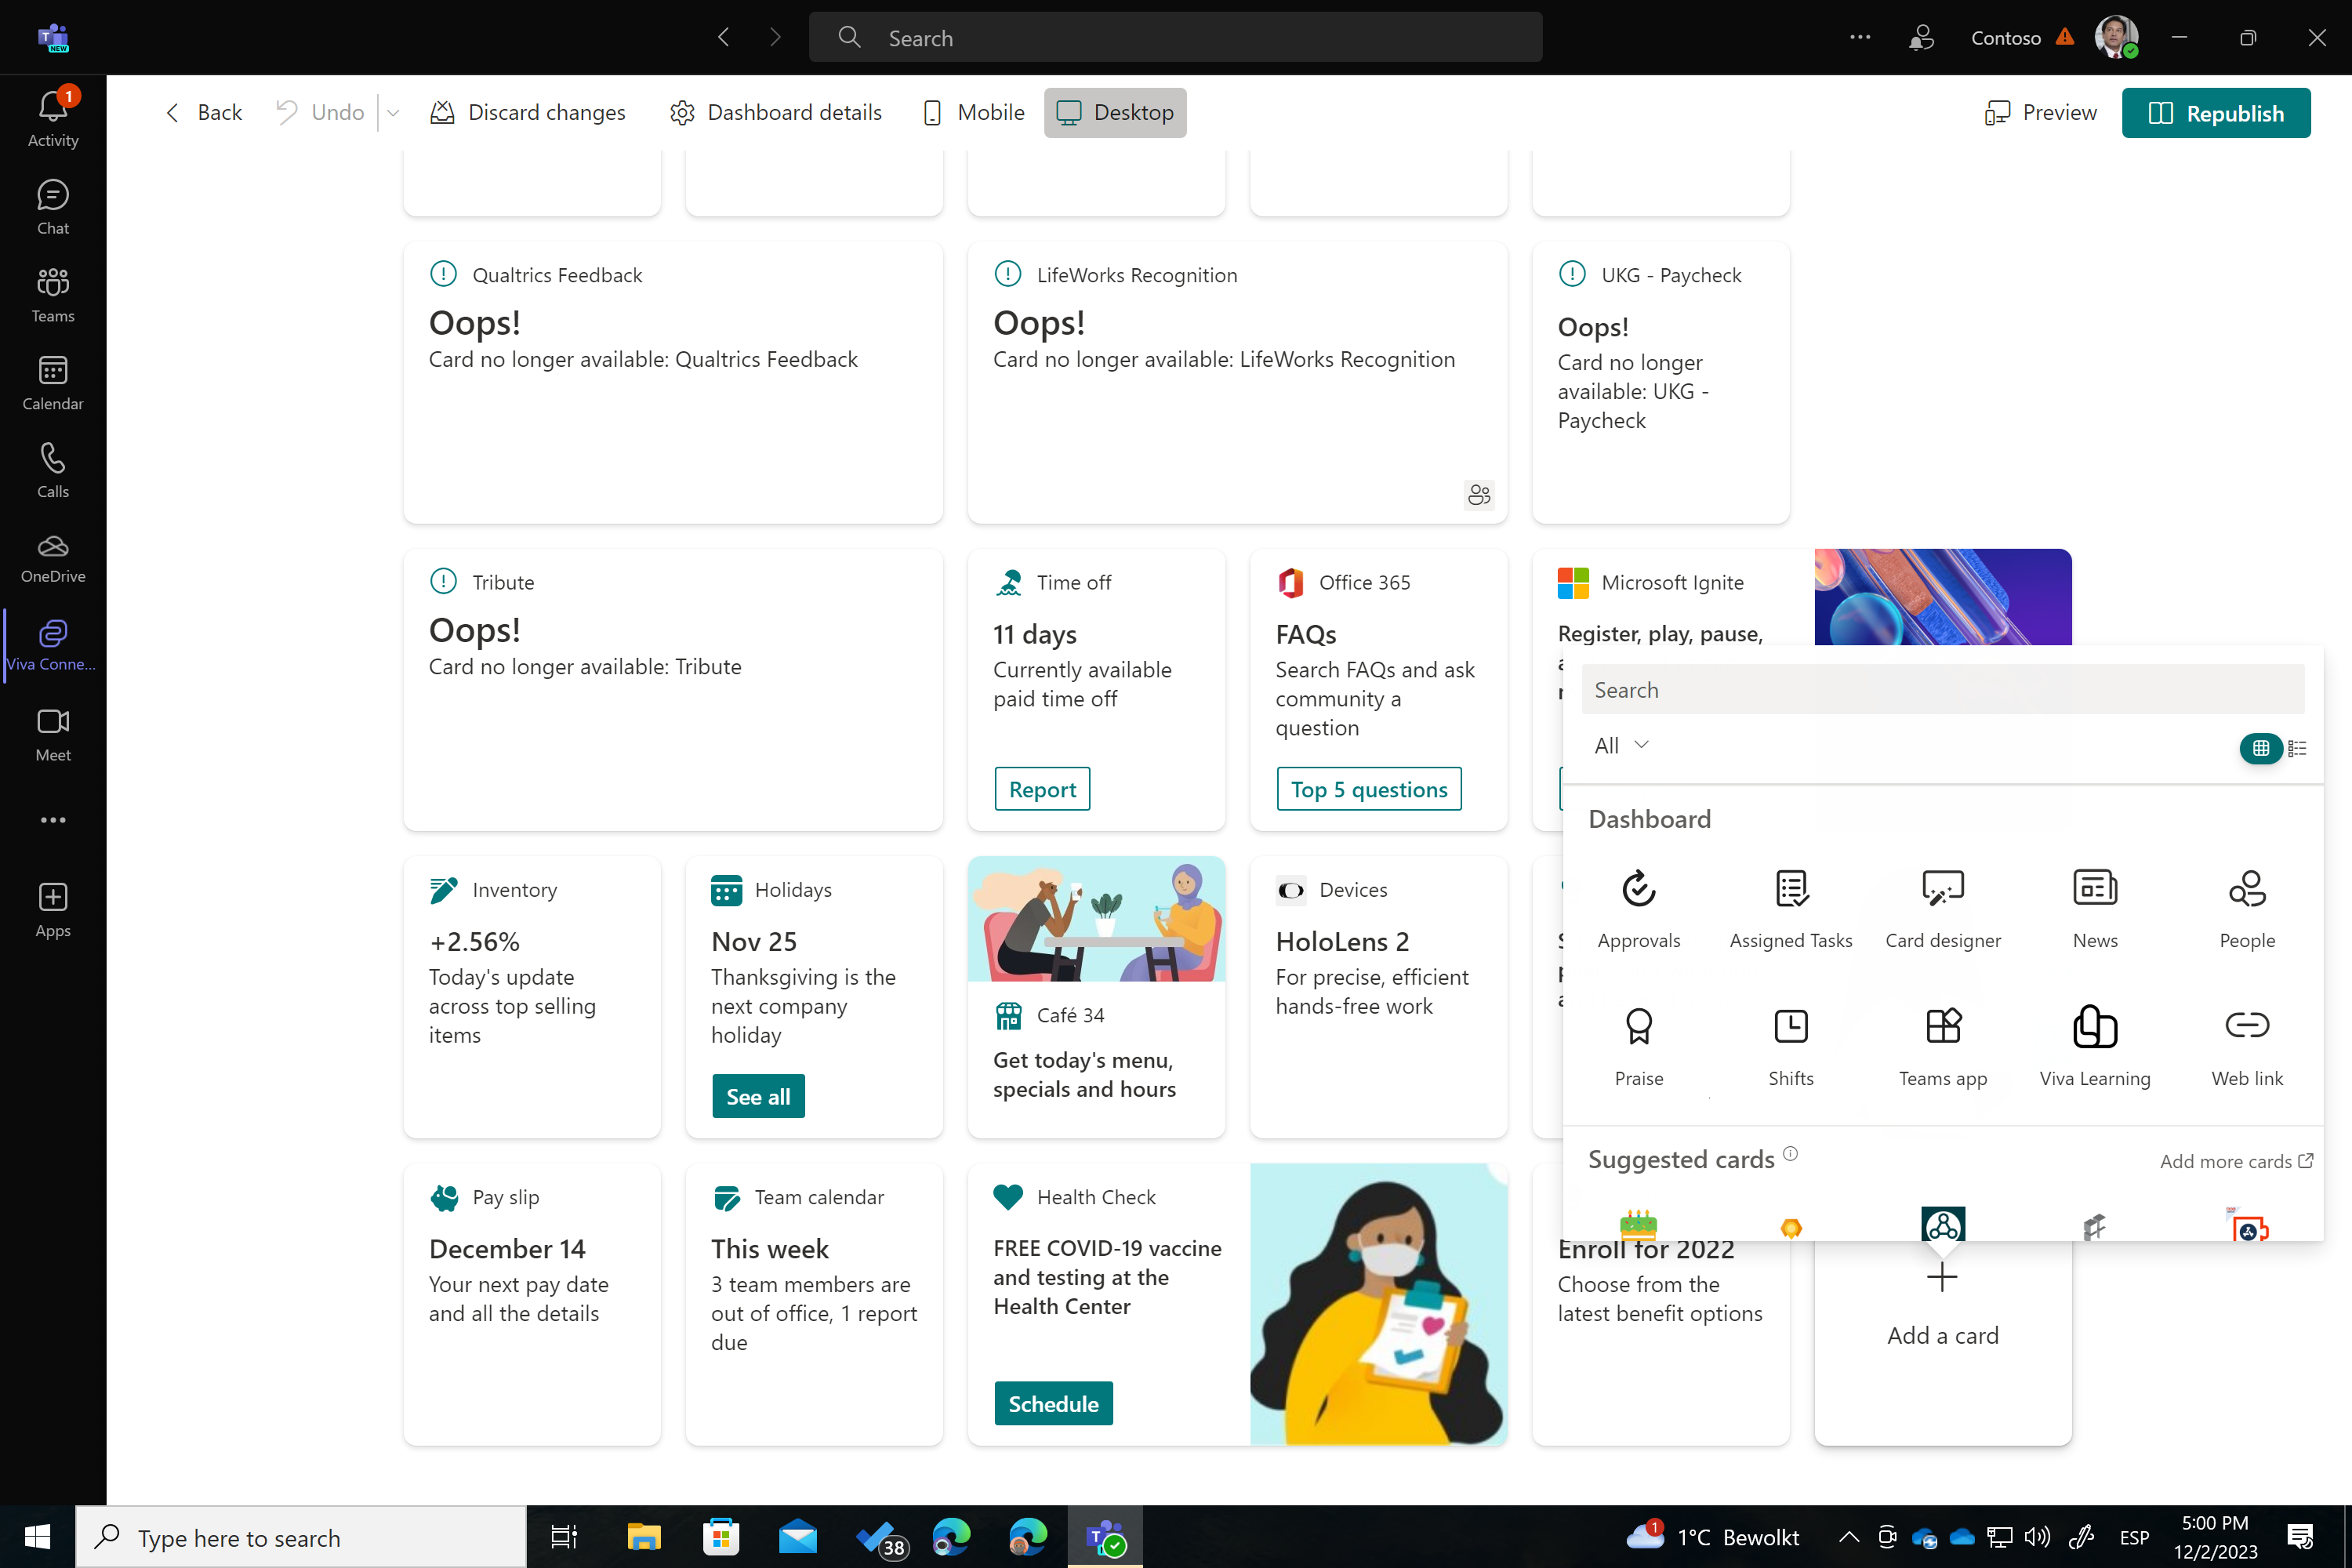 NEW
Search
Contoso
1
Activity
Chat
Teams
Calendar
Calls
OneDrive
Viva Conne...
Meet
Apps
Back
Undo
Discard changes
Dashboard details
Mobile
Desktop
Preview
Republish
Qualtrics Feedback
Oops!
Card no longer available: Qualtrics Feedback
LifeWorks Recognition
Oops!
Card no longer available: LifeWorks Recognition
UKG - Paycheck
Oops!
Card no longer
available: UKG -
Paycheck
Tribute
Oops!
Card no longer available: Tribute
Time off
11 days
Currently available
paid time off
Report
Office 365
FAQs
Search FAQs and ask
community a
question
Top 5 questions
Microsoft Ignite
Register, play, pause,
Inventory
+2.56%
Today's update
across top selling
items
Holidays
Nov 25
Thanksgiving is the
next company
holiday
See all
Café 34
Get today's menu,
specials and hours
Devices
HoloLens 2
For precise, efficient
hands-free work
Pay slip
December 14
Your next pay date
and all the details
Team calendar
This week
3 team members are
out of office, 1 report
due
Health Check
FREE COVID-19 vaccine
and testing at the
Health Center
Schedule
Enroll for 2022
Choose from the
latest benefit options
Add a card
Search
All
Dashboard
Approvals
Assigned Tasks
Card designer
News
People
Praise
Shifts
Teams app
Viva Learning
Web link
Suggested cards
Add more cards
Type here to search
38
1
1°C Bewolkt
ESP
5:00 PM
12/2/2023